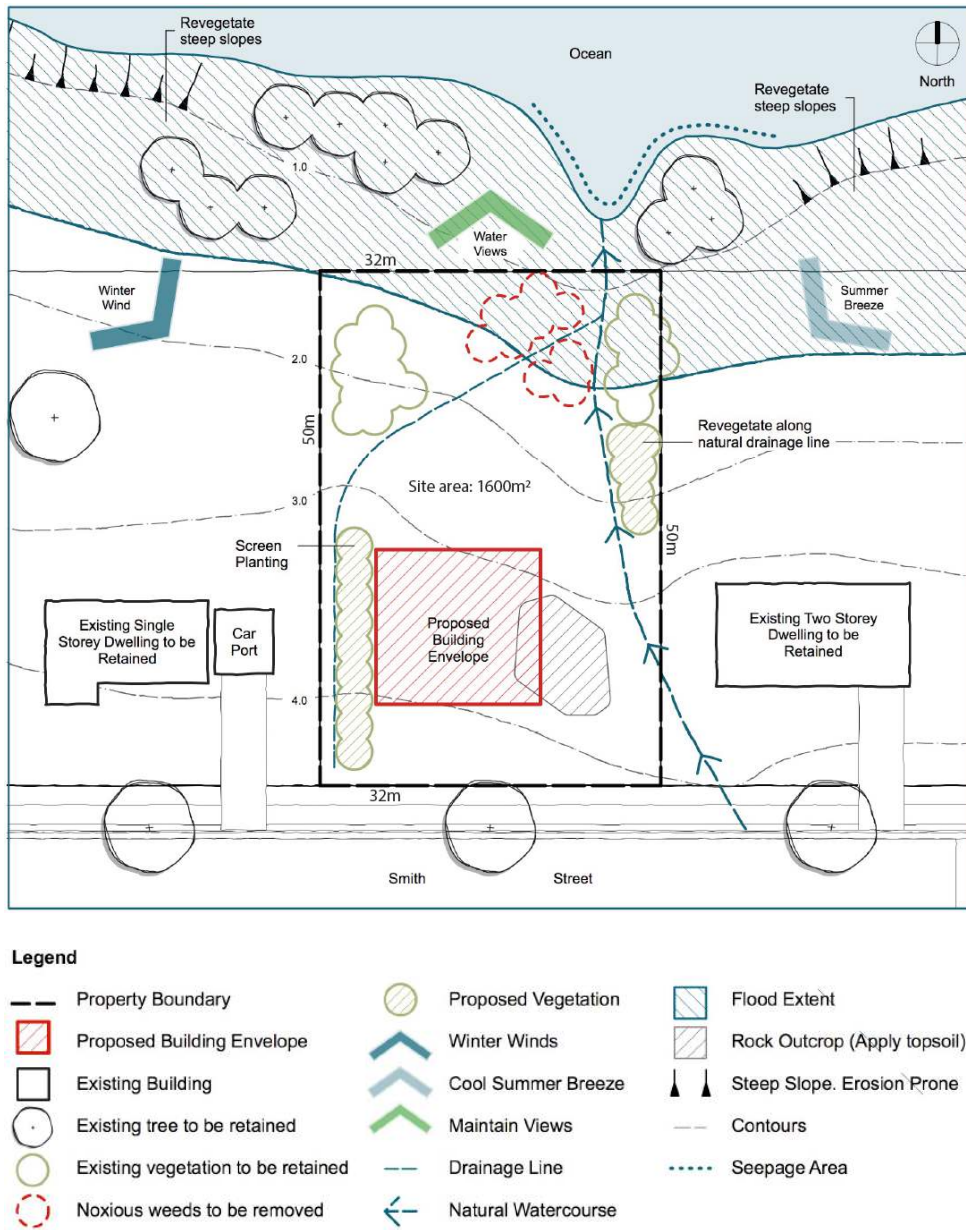 Revegetate
steep slopes
Ocean
North
Revegetate
steep slopes
1.0
Water
Views
32m
Winter
Wind
Summer
Breeze
2.0
50m
Revegetate along
natural drainage line
Site area: 1600m²
3.0
50m
Screen
Planting
Existing Single
Storey Dwelling to be
Retained
Car
Port
Proposed
Building
Envelope
Existing Two Storey
Dwelling to be
Retained
4.0
32m
Smith Street
Legend
Property Boundary
Proposed Building Envelope
Existing Building
Existing tree to be retained
Existing vegetation to be retained
Noxious weeds to be removed
Proposed Vegetation
Winter Winds
Cool Summer Breeze
Maintain Views
Drainage Line
Natural Watercourse
Flood Extent
Rock Outcrop (Apply topsoil)
Steep Slope. Erosion Prone
Contours
Seepage Area